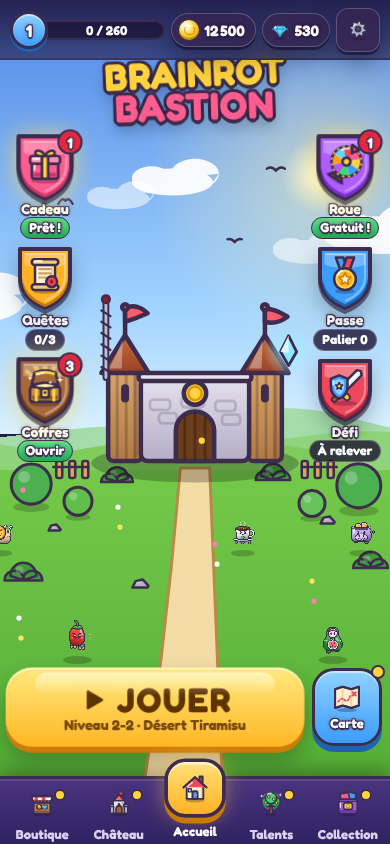 1
0 / 260
12 500
530
BRAINROT
BASTION
1
Cadeau
Prêt !
1
Roue
Gratuit !
Quêtes
0/3
Passe
Palier 0
3
Coffres
Ouvrir
Défi
À relever
JOUER
Niveau 2-2 · Désert Tiramisu
Carte
Boutique
Château
Accueil
Talents
Collection